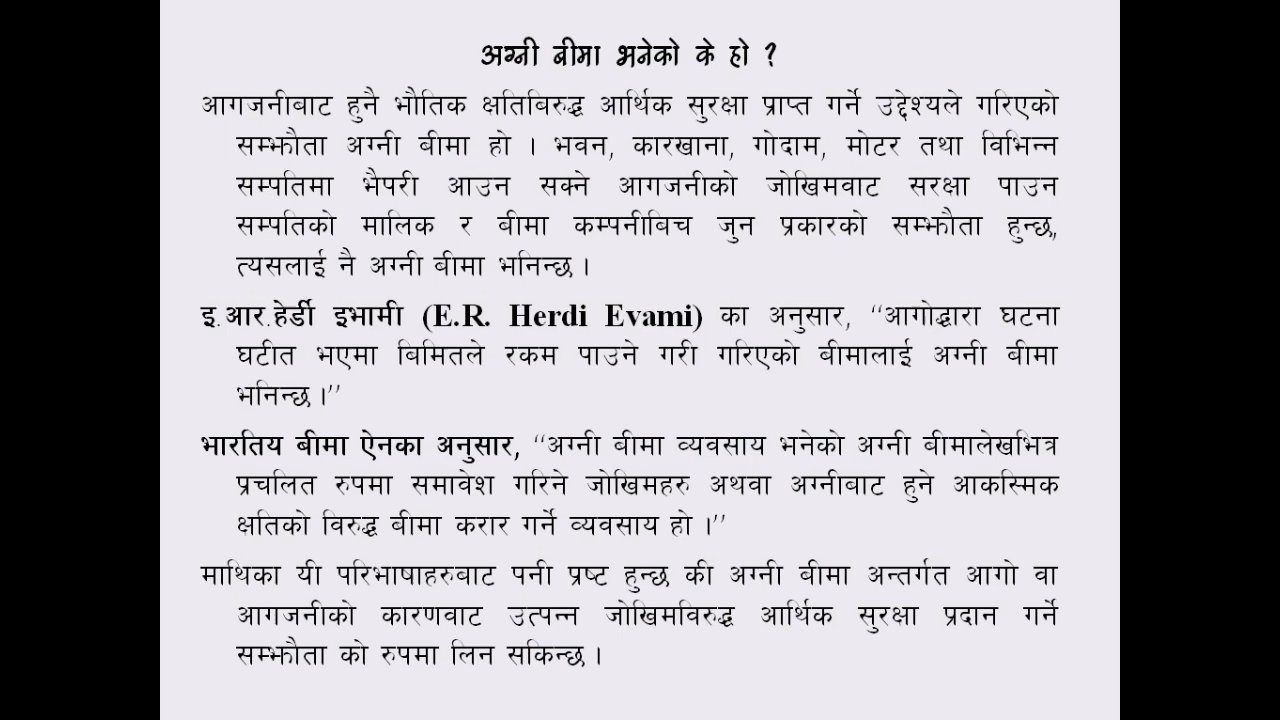 अग्नी बीमा भनेको के हो ?
आगजनीबाट हुनै भौतिक क्षतिबिरुद्ध आर्थिक सुरक्षा प्राप्त गर्ने उद्देश्यले गरिएको
सम्झौता अग्नी बीमा हो । भवन, कारखाना, गोदाम, मोटर तथा विभिन्न
सम्पतिमा भैपरी आउन सक्ने आगजनीको जोखिमवाट सरक्षा पाउन
सम्पतिको मालिक र बीमा कम्पनीबिच जुन प्रकारको सम्झौता हुन्छ,
त्यसलाई नै अग्नी बीमा भनिन्छ ।
इ.आर.हेर्डी इभामी (E.R. Herdi Evami) का अनुसार, ‘‘आगोद्धारा घटना
घटीत भएमा बिमितले रकम पाउने गरी गरिएको बीमालाई अग्नी बीमा
भनिन्छ ।’’
भारतिय बीमा ऐनका अनुसार, ‘‘अग्नी बीमा व्यवसाय भनेको अग्नी बीमालेखभित्र
प्रचलित रुपमा समावेश गरिने जोखिमहरु अथवा अग्नीबाट हुने आकस्मिक
क्षतिको विरुद्ध बीमा करार गर्ने व्यवसाय हो ।’’
माथिका यी परिभाषाहरुबाट पनी प्रष्ट हुन्छ की अग्नी बीमा अन्तर्गत आगो वा
आगजनीको कारणवाट उत्पन्न जोखिमविरुद्ध आर्थिक सुरक्षा प्रदान गर्ने
सम्झौता को रुपमा लिन सकिन्छ ।